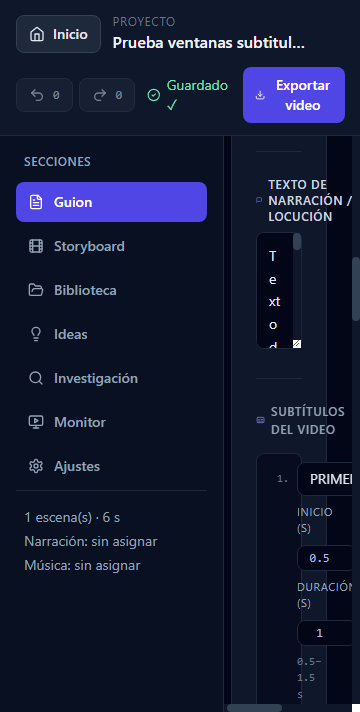 Inicio
PROYECTO
Prueba ventanas subtitul...
0
0
Guardado
✓
Exportar
video
SECCIONES
Guion
Storyboard
Biblioteca
Ideas
Investigación
Monitor
Ajustes
1 escena(s) · 6 s
Narración: sin asignar
Música: sin asignar
TEXTO DE
NARRACIÓN /
LOCUCIÓN
T
e
xt
o
d
SUBTÍTULOS
DEL VIDEO
1.
PRIME
INICIO
(S)
0.5
DURACIÓN
(S)
1
0.5–
1.5
s